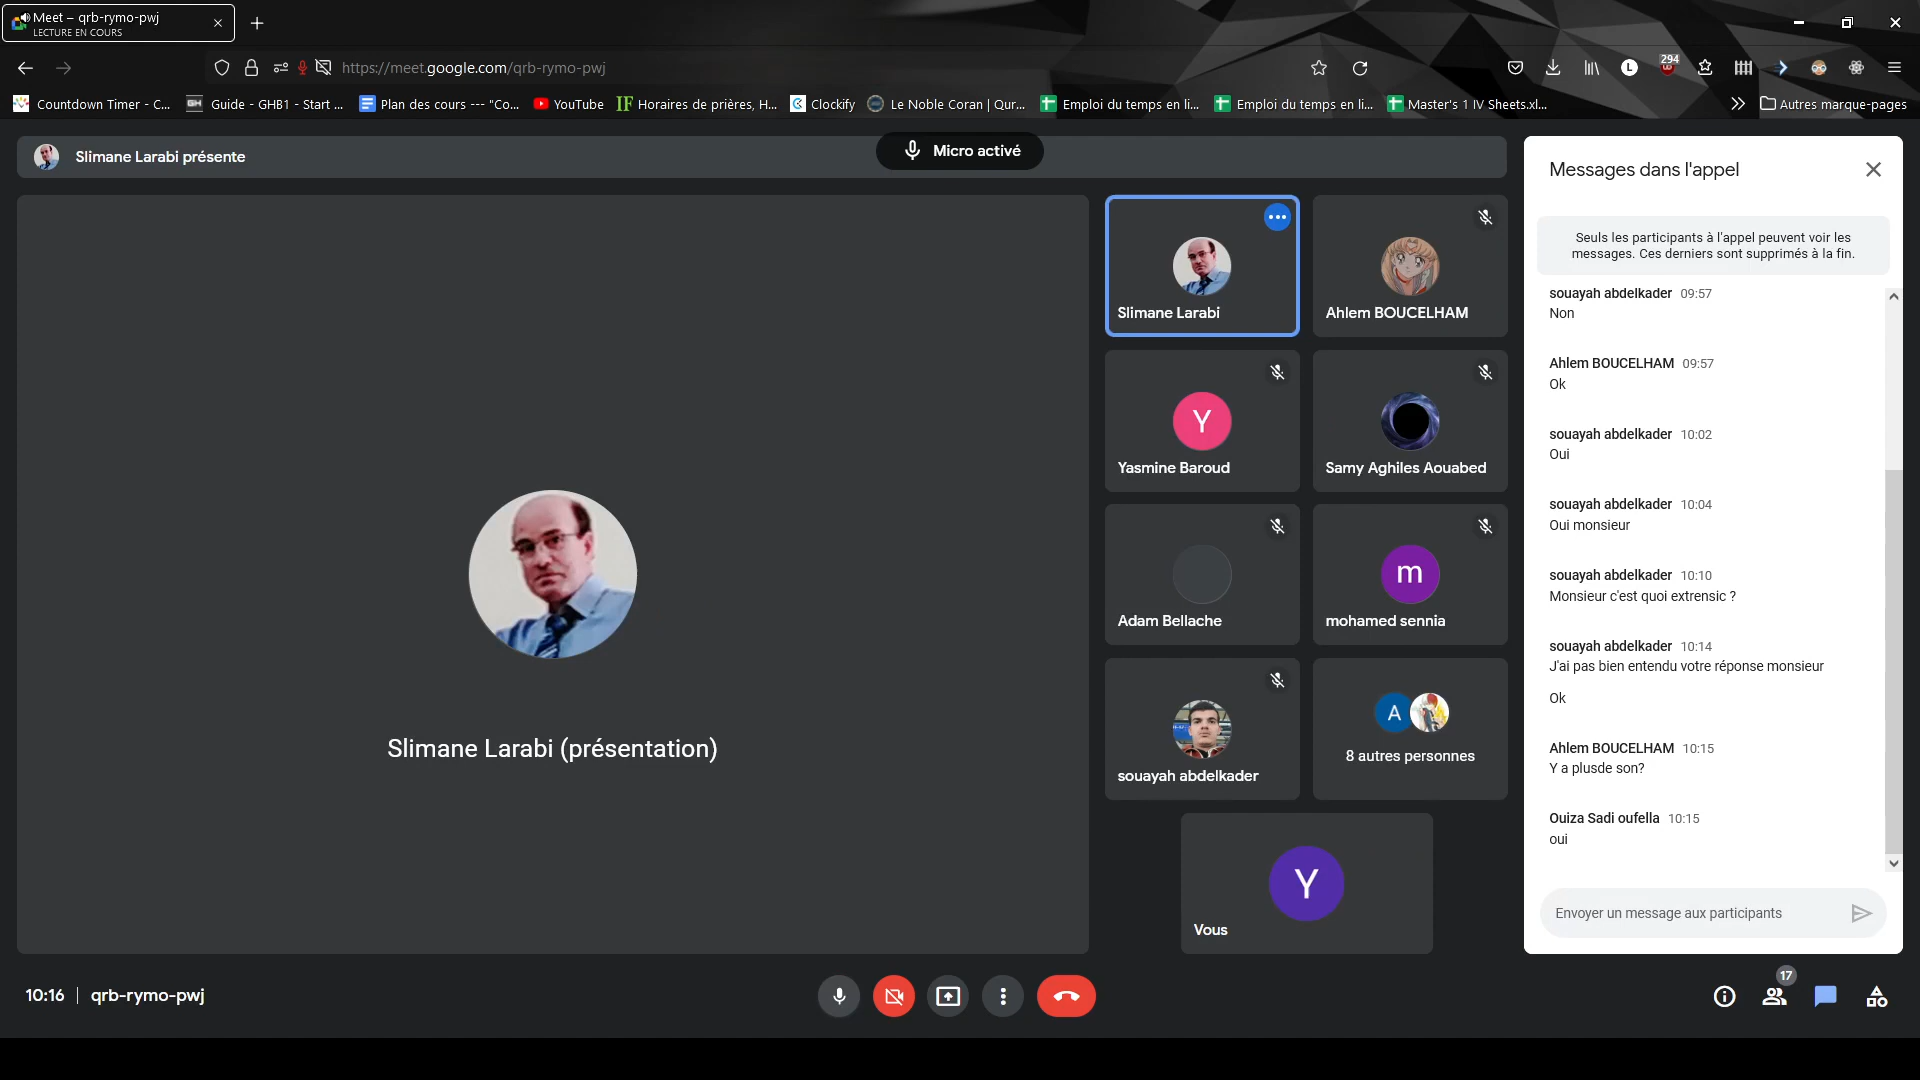 Meet – qrb-rymo-pwj
LECTURE EN COURS
https://meet.google.com/qrb-rymo-pwj
L
294
Countdown Timer - C...
GH
Guide - GHB1 - Start ...
Plan des cours --- "Co...
YouTube
IF Horaires de prières, H...
Clockify
Le Noble Coran | Qur...
Emploi du temps en li...
Emploi du temps en li...
Master's 1 IV Sheets.xl...
Autres marque-pages
Slimane Larabi présente
Micro activé
Slimane Larabi (présentation)
Slimane Larabi
Ahlem BOUCELHAM
Y
Yasmine Baroud
Samy Aghiles Aouabed
Adam Bellache
m
mohamed sennia
souayah abdelkader
A
8 autres personnes
Y
Vous
Messages dans l'appel
Seuls les participants à l'appel peuvent voir les
messages. Ces derniers sont supprimés à la fin.
souayah abdelkader 09:57
Non
Ahlem BOUCELHAM 09:57
Ok
souayah abdelkader 10:02
Oui
souayah abdelkader 10:04
Oui monsieur
souayah abdelkader 10:10
Monsieur c'est quoi extrensic ?
souayah abdelkader 10:14
J'ai pas bien entendu votre réponse monsieur
Ok
Ahlem BOUCELHAM 10:15
Y a plusde son?
Ouiza Sadi oufella 10:15
oui
Envoyer un message aux participants
10:16 | qrb-rymo-pwj
17